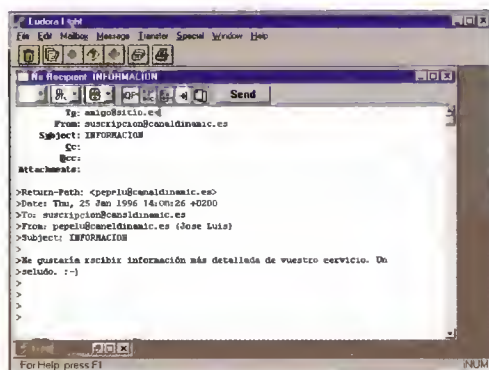 Eudora Light
File Edit Mailbox Message Transfer Special Window Help
No Recipient, INFORMACION
QP Send
To: amigo@sitio.es
From: suscripcion@canaldinamic.es
Subject: INFORMACION
Cc:
Bcc:
Attachments:
>Return-Path: <pepelu@canaldinamic.es>
>Date: Thu, 25 Jan 1996 14:08:26 +0200
>To: suscripcion@canaldinamic.es
>From: pepelu@canaldinamic.es (Jose Luis)
>Subject: INFORMACION
>
>Me gustaria recibir información más detallada de vuestro servicio. Un
>saludo. :-)
>
>
>
>
For Help, press F1 NUM